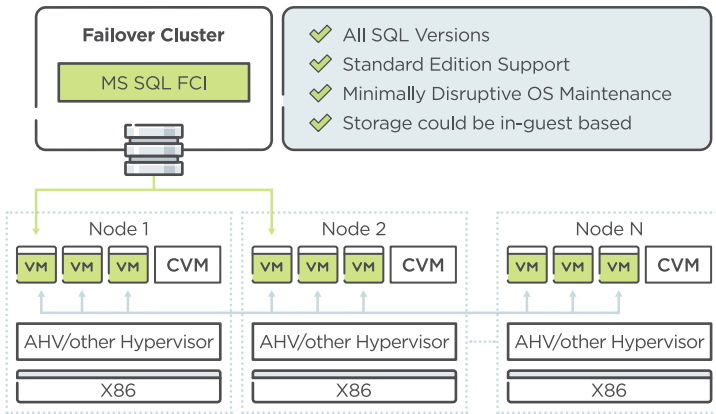 Failover Cluster
MS SQL FCI
All SQL Versions
Standard Edition Support
Minimally Disruptive OS Maintenance
Storage could be in-guest based
Node 1
VM VM VM CVM
AHV/other Hypervisor
X86
Node 2
VM VM VM CVM
AHV/other Hypervisor
X86
Node N
VM VM VM CVM
AHV/other Hypervisor
X86